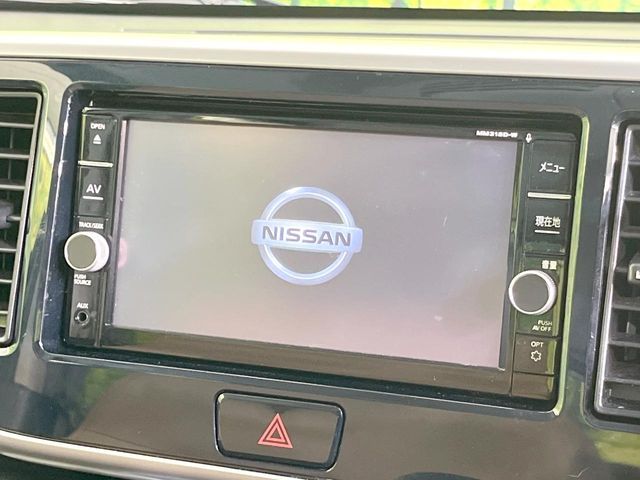 OPEN
MM318D-W
AV
メニュー
TRACK/SEEK
現在地
NISSAN
音量
PUSH
SOURCE
AUX
PUSH
AV OFF
OPT